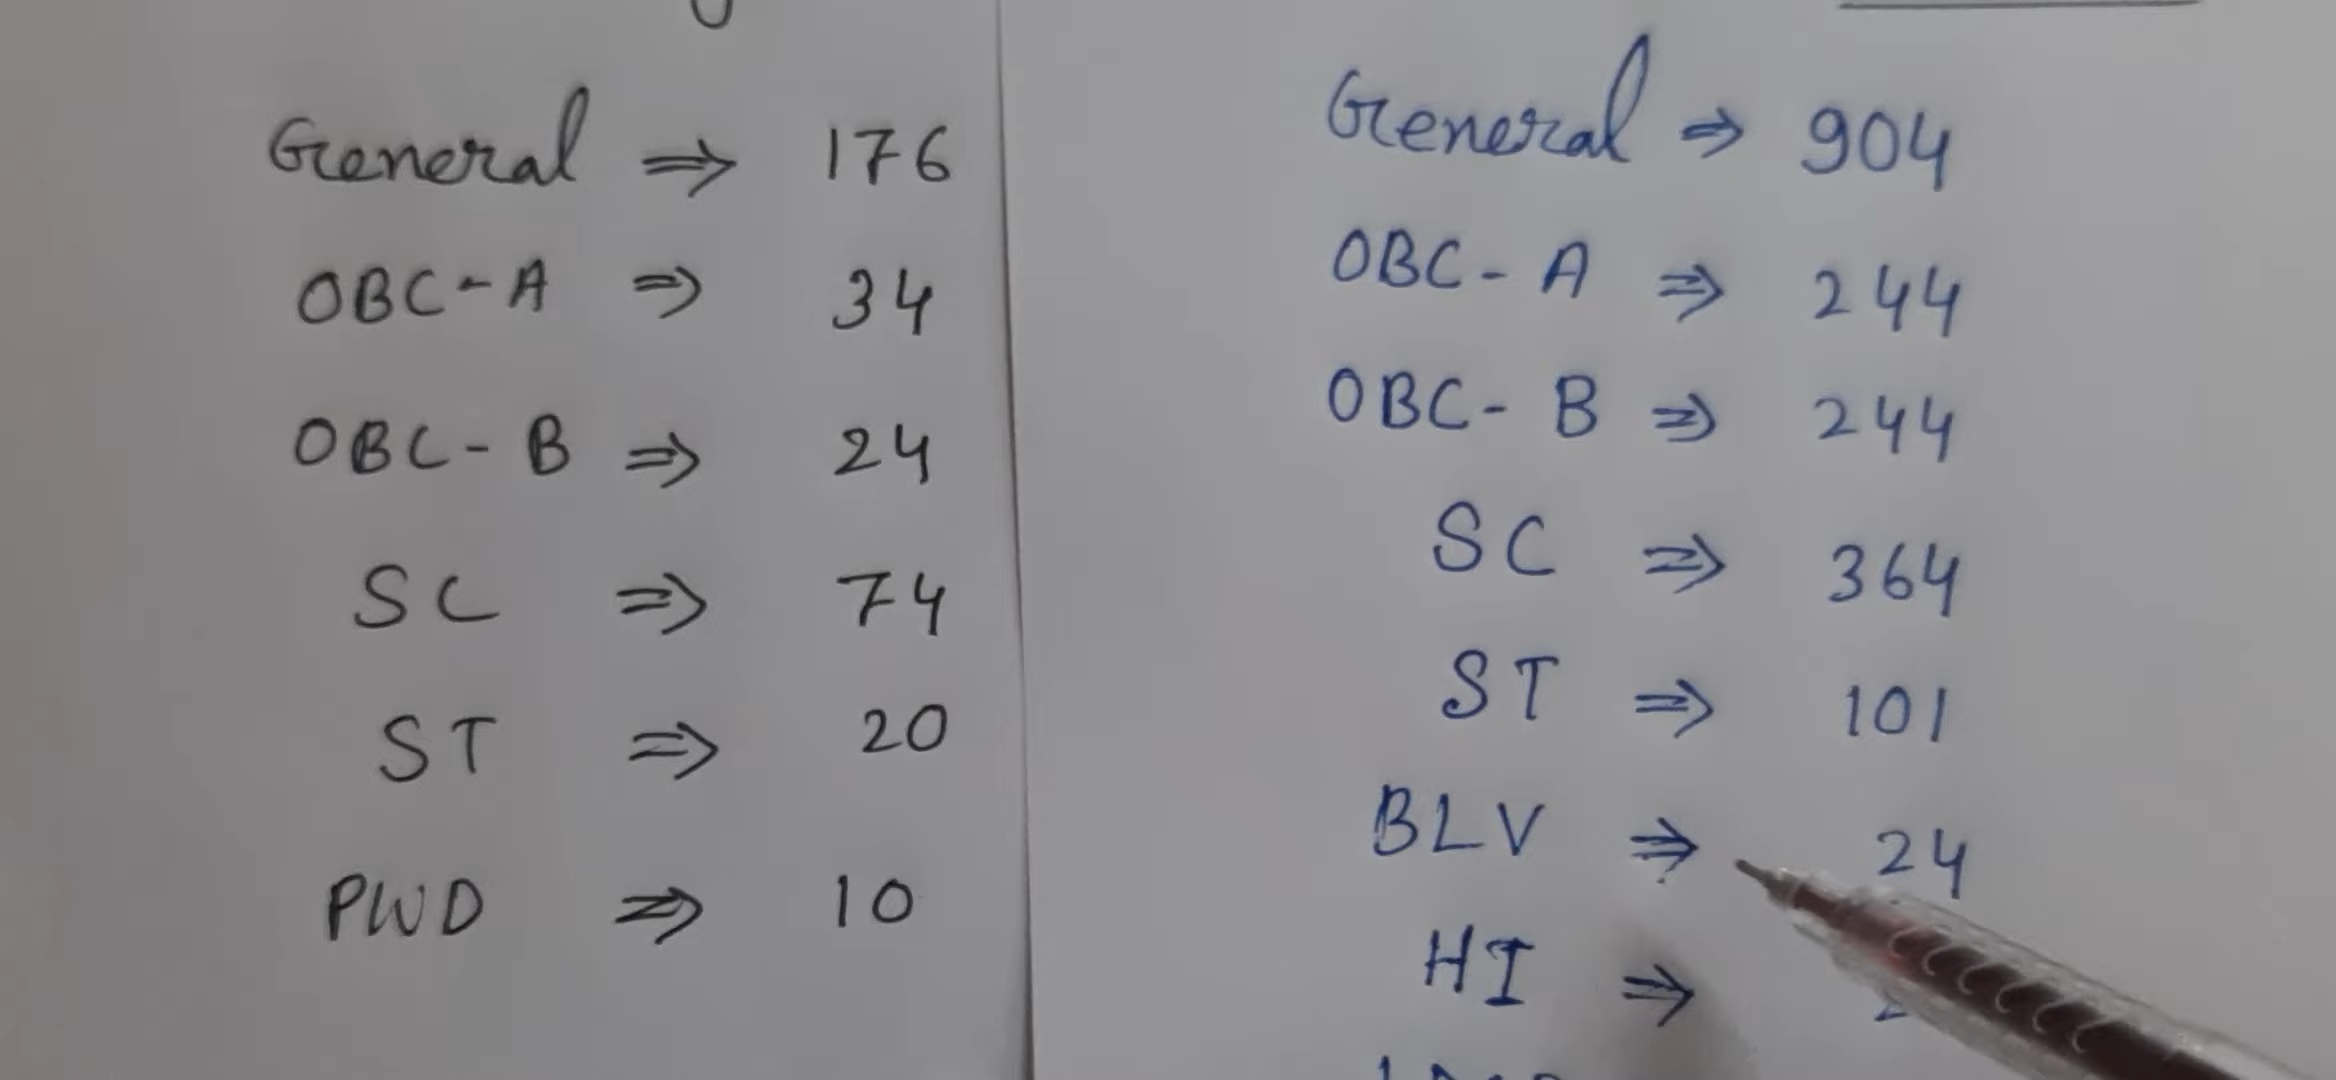 General ⇒ 176
OBC-A ⇒ 34
OBC-B ⇒ 24
SC ⇒ 74
ST ⇒ 20
PWD ⇒ 10
General ⇒ 904
OBC-A ⇒ 244
OBC-B ⇒ 244
SC ⇒ 364
ST ⇒ 101
BLV ⇒ 24
HI ⇒